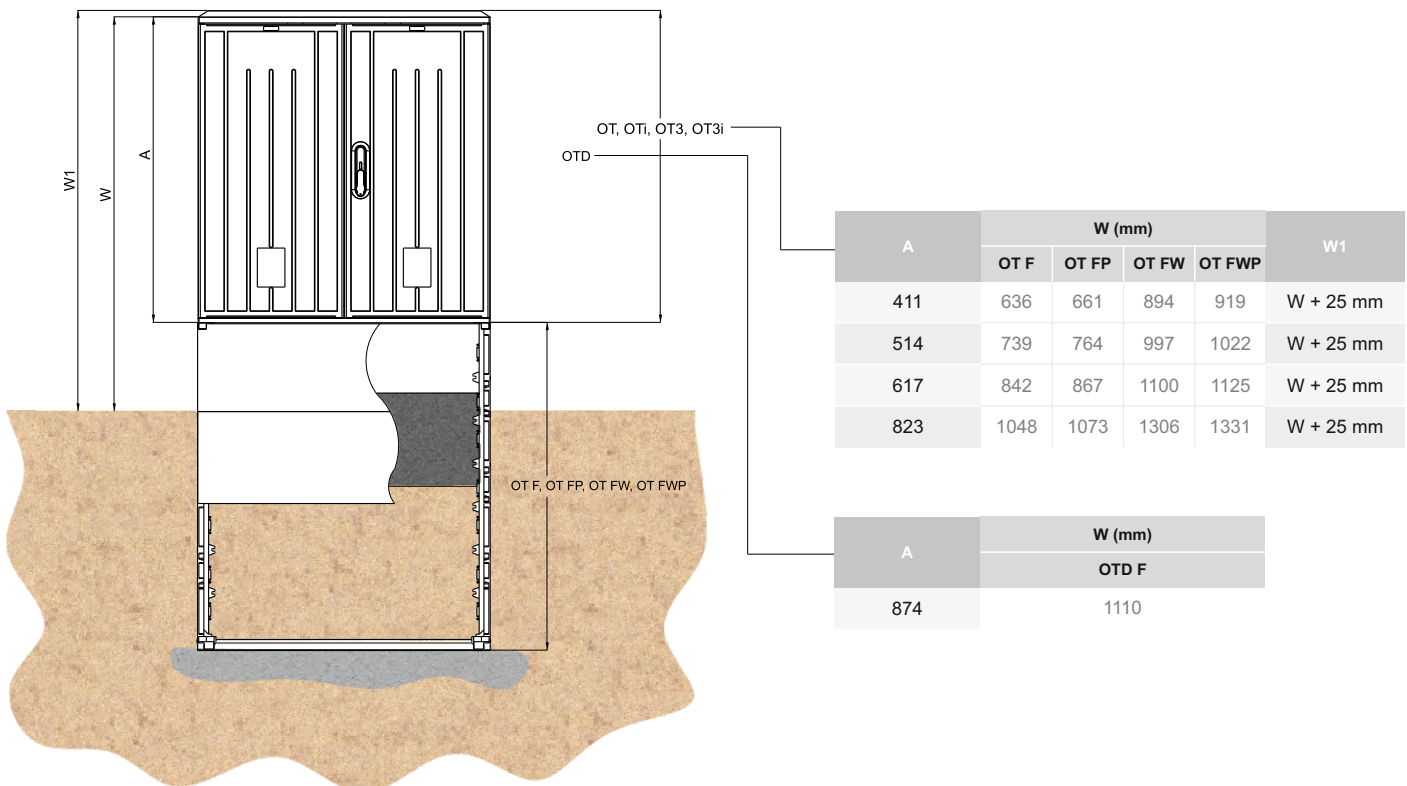 W1
W
A
OT, OTi, OT3, OT3i
OTD
OT F, OT FP, OT FW, OT FWP
A W (mm) W1
OT F OT FP OT FW OT FWP
411 636 661 894 919 W + 25 mm
514 739 764 997 1022 W + 25 mm
617 842 867 1100 1125 W + 25 mm
823 1048 1073 1306 1331 W + 25 mm
A W (mm)
OTD F
874 1110